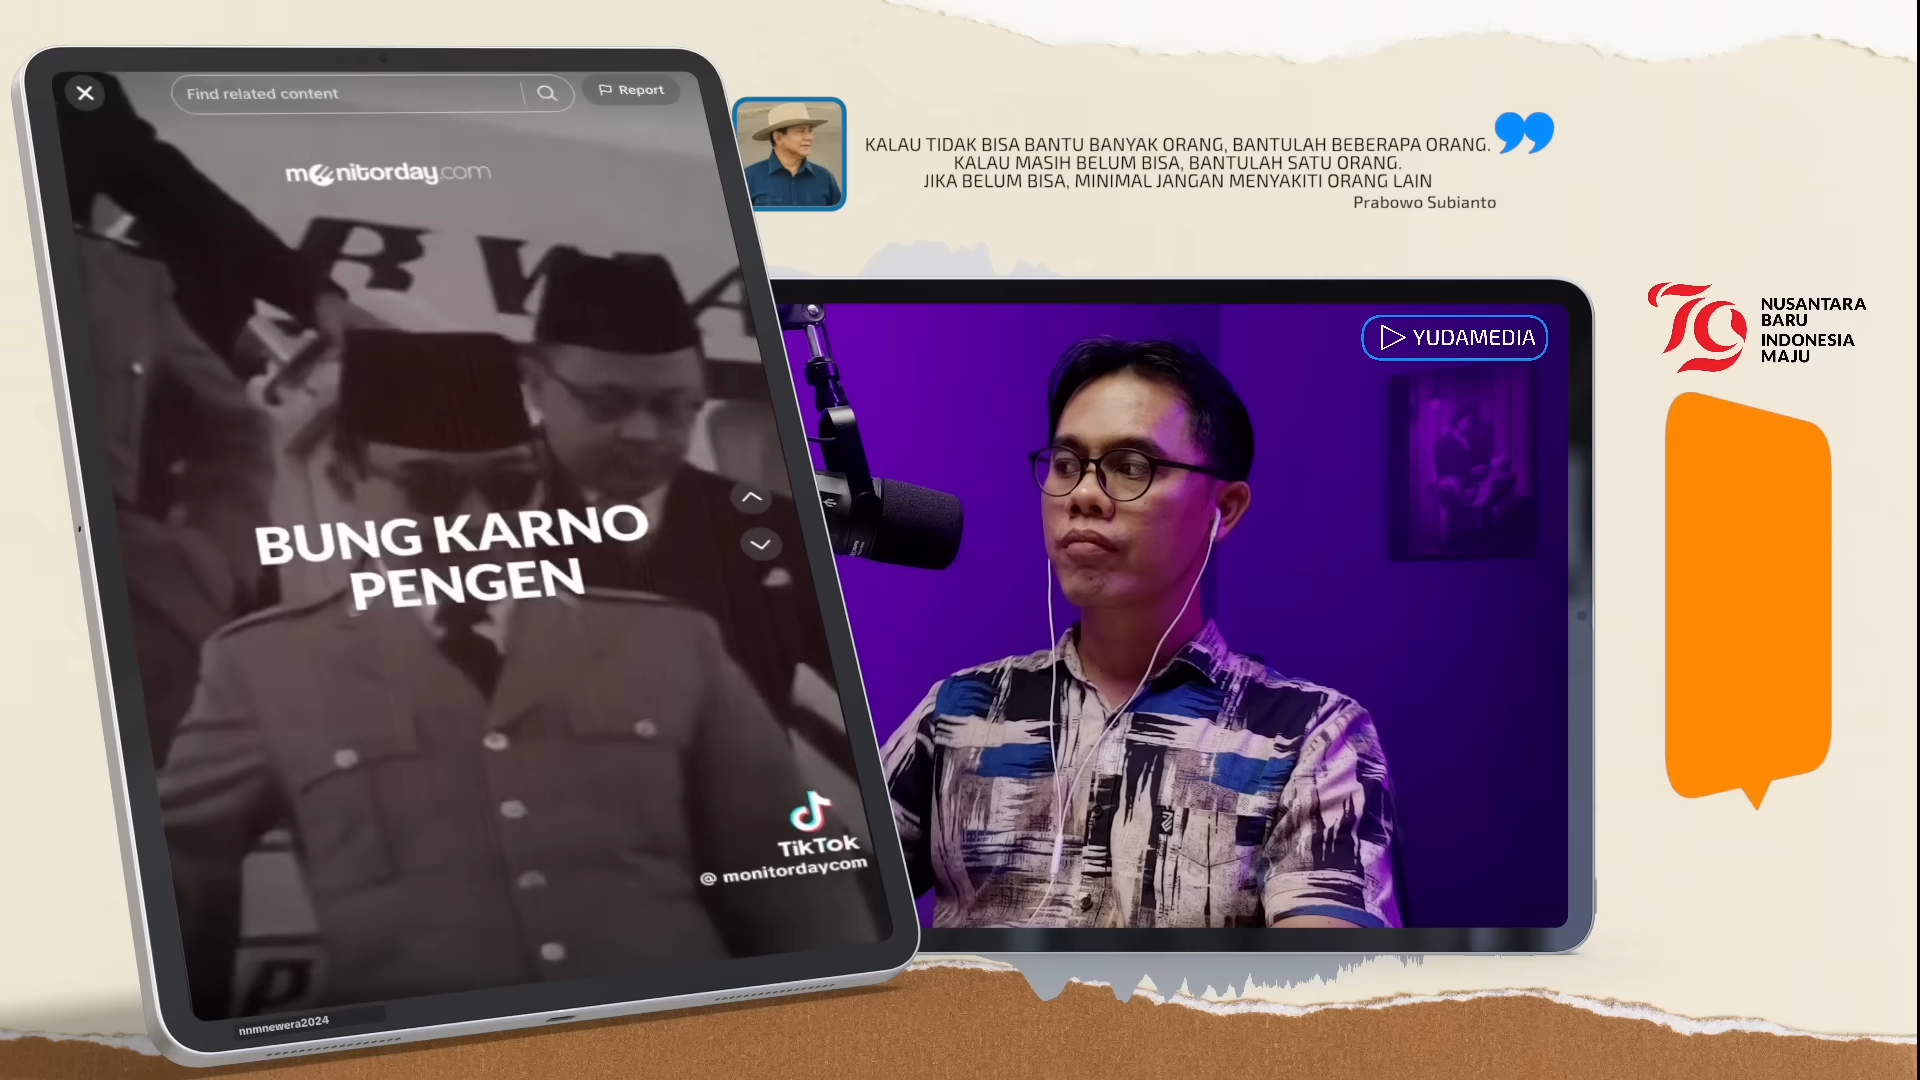 Find related content
Report
monitorday.com
BUNG KARNO
PENGEN
TikTok
@ monitordaycom
nnmnewera2024
KALAU TIDAK BISA BANTU BANYAK ORANG, BANTULAH BEBERAPA ORANG.
KALAU MASIH BELUM BISA, BANTULAH SATU ORANG.
JIKA BELUM BISA, MINIMAL JANGAN MENYAKITI ORANG LAIN
Prabowo Subianto
YUDAMEDIA
79
NUSANTARA
BARU
INDONESIA
MAJU